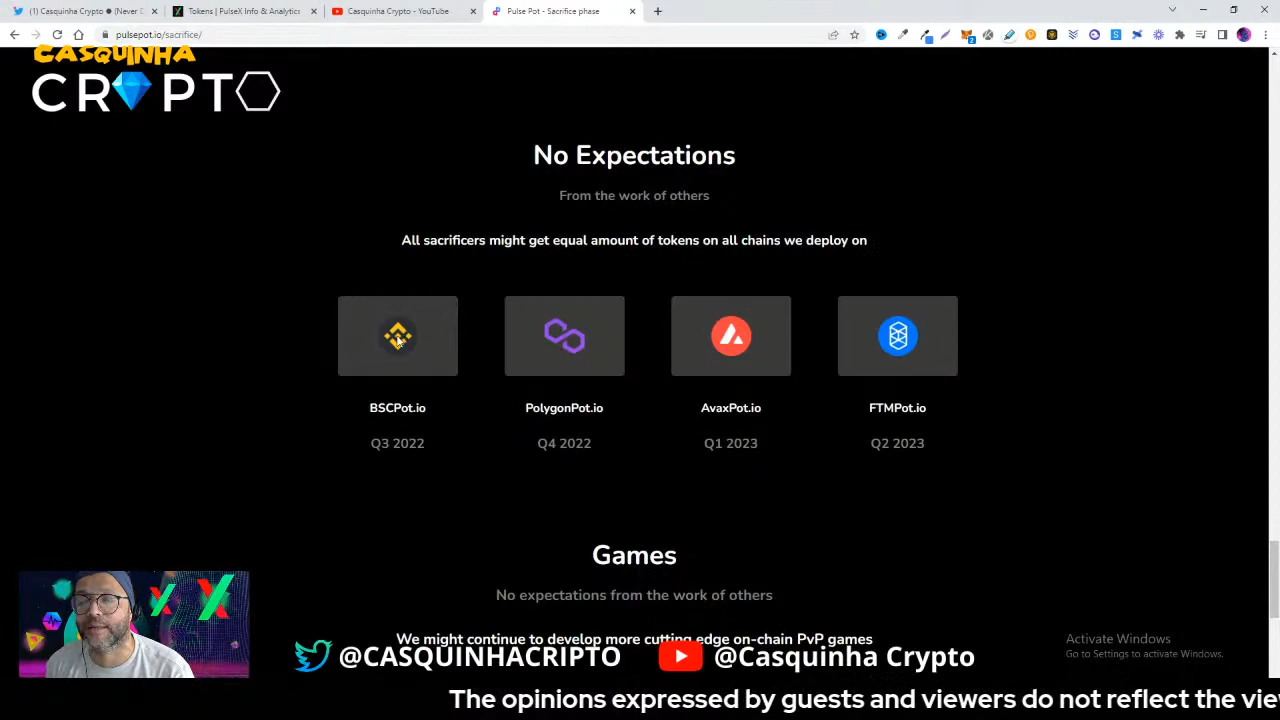 (1) Casquinha Crypto
(Never
Tokens | PulseX Info & Analytics
Casquinha Crypto - YouTube
Pulse Pot - Sacrifice phase
pulsepot.io/sacrifice/
CASQUINHA
CRYPTO
No Expectations
From the work of others
All sacrificers might get equal amount of tokens on all chains we deploy on
BSCPot.io PolygonPot.io AvaxPot.io FTMPot.io
Q3 2022 Q4 2022 Q1 2023 Q2 2023
Games
No expectations from the work of others
We might continue to develop more cutting edge on-chain PvP games
@CASQUINHACRIPTO @Casquinha Crypto
Activate Windows
Go to Settings to activate Windows.
The opinions expressed by guests and viewers do not reflect the vie